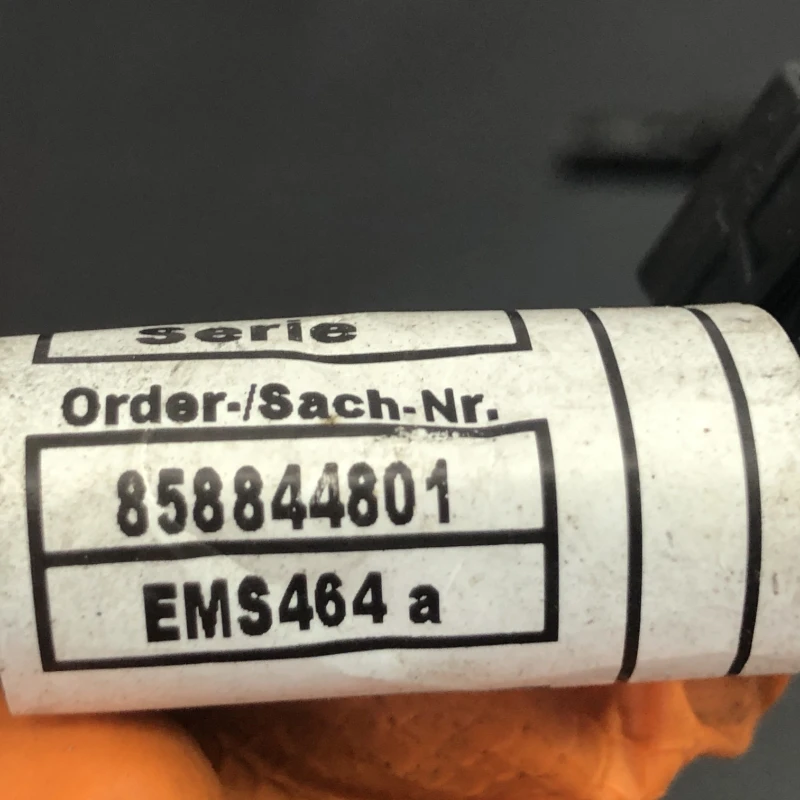 Serie
Order-/Sach-Nr.
858844801
EMS464 a